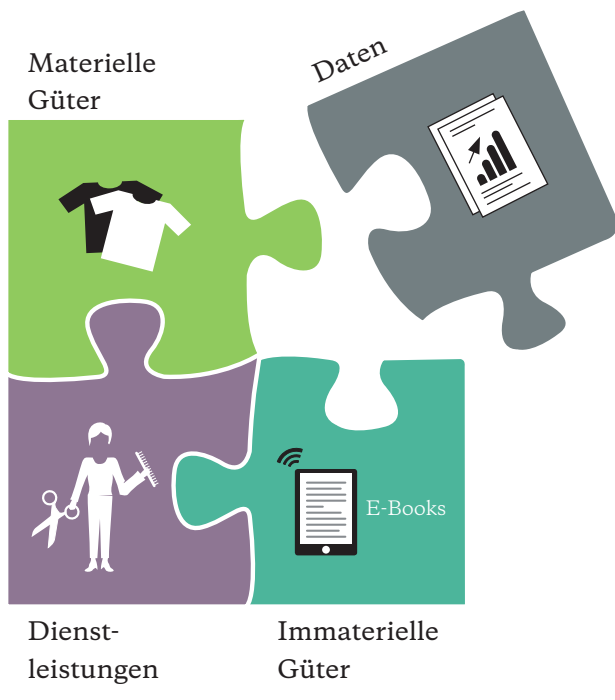 Materielle
Güter
Daten
E-Books
Dienst-
leistungen
Immaterielle
Güter